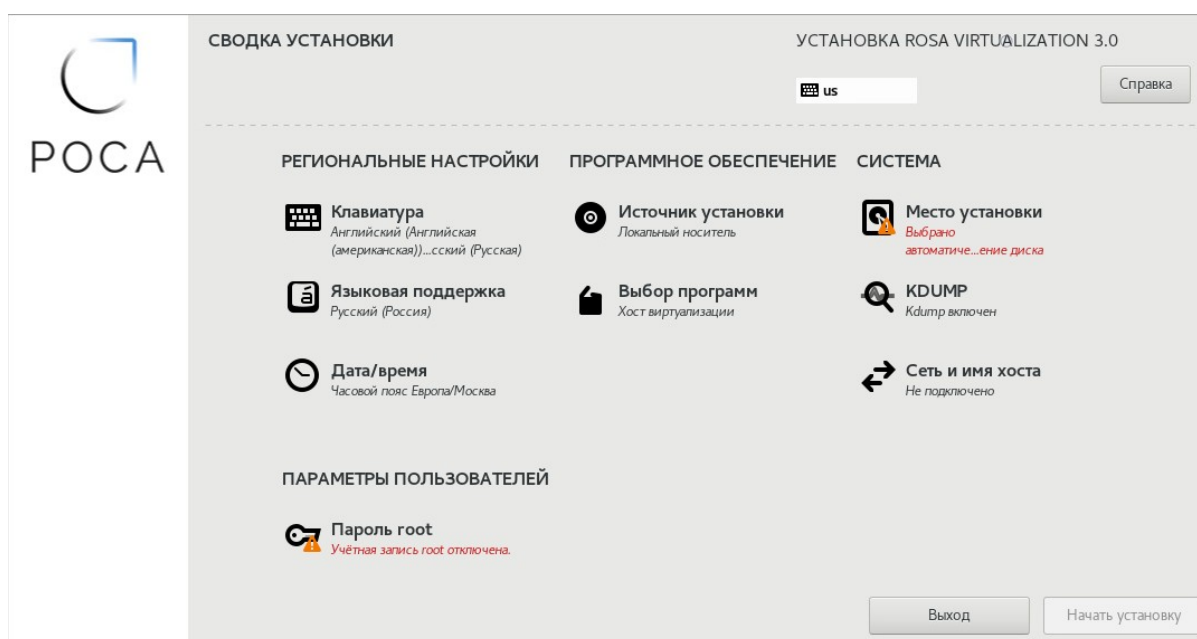 РОСА
СВОДКА УСТАНОВКИ
УСТАНОВКА ROSA VIRTUALIZATION 3.0
us
Справка
РЕГИОНАЛЬНЫЕ НАСТРОЙКИ
Клавиатура
Английский (Английская
(американская))...сский (Русская)
Языковая поддержка
Русский (Россия)
Дата/время
Часовой пояс Европа/Москва
ПРОГРАММНОЕ ОБЕСПЕЧЕНИЕ
Источник установки
Локальный носитель
Выбор программ
Хост виртуализации
СИСТЕМА
Место установки
Выбрано
автоматиче...ение диска
KDUMP
Kdump включен
Сеть и имя хоста
Не подключено
ПАРАМЕТРЫ ПОЛЬЗОВАТЕЛЕЙ
Пароль root
Учётная запись root отключена.
Выход
Начать установку